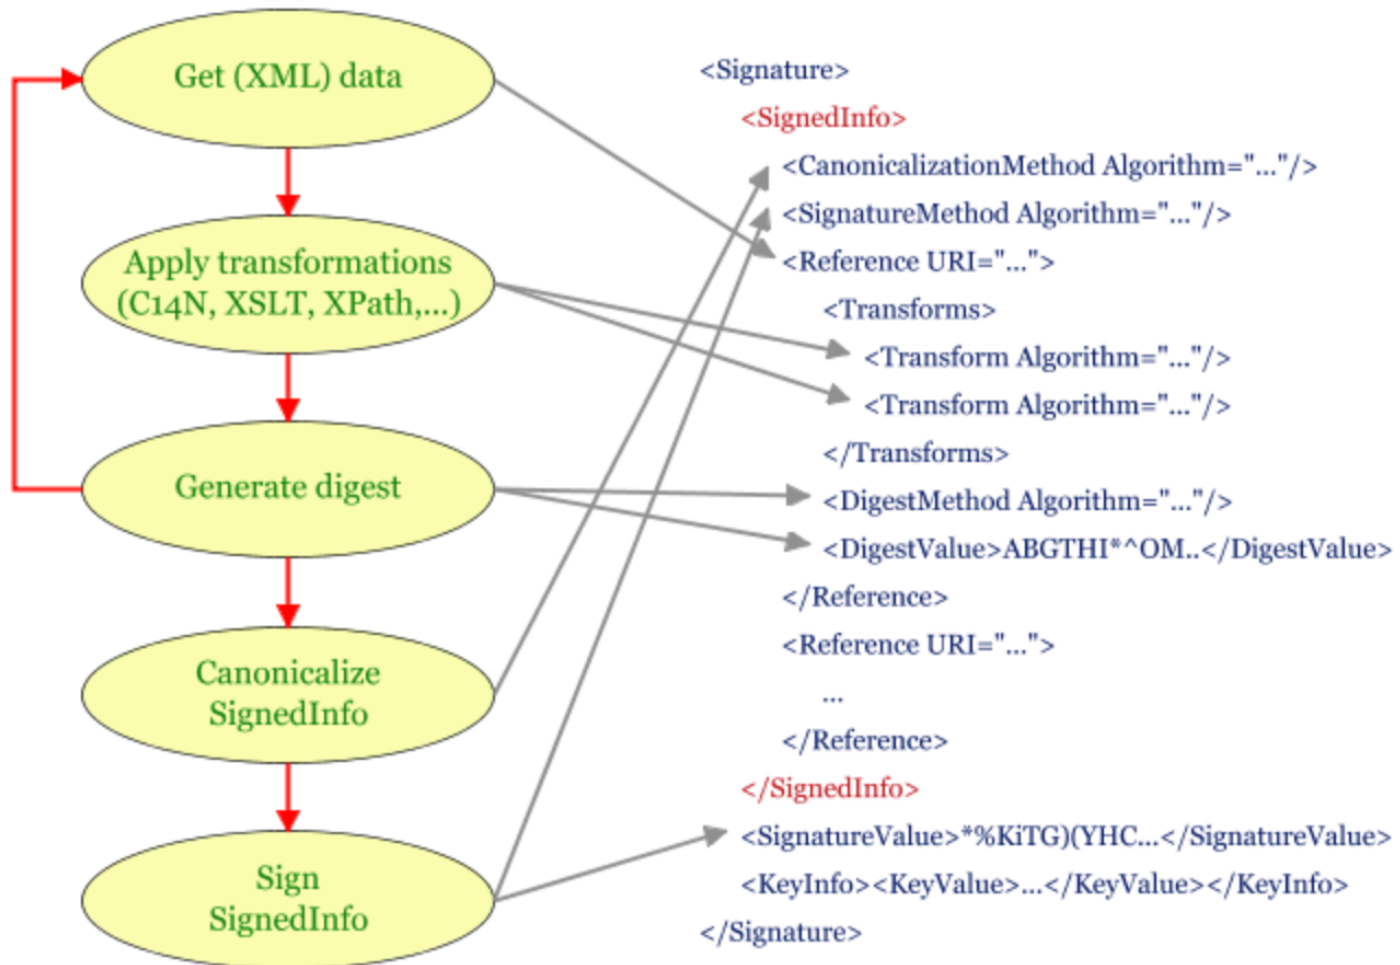 Get (XML) data
Apply transformations
(C14N, XSLT, XPath,...)
Generate digest
Canonicalize
SignedInfo
Sign
SignedInfo
<Signature>
<SignedInfo>
<CanonicalizationMethod Algorithm="..."/>
<SignatureMethod Algorithm="..."/>
<Reference URI="...">
<Transforms>
<Transform Algorithm="..."/>
<Transform Algorithm="..."/>
</Transforms>
<DigestMethod Algorithm="..."/>
<DigestValue>ABGTHI*^OM..</DigestValue>
</Reference>
<Reference URI="...">
...
</Reference>
</SignedInfo>
<SignatureValue>*%KiTG)(YHC...</SignatureValue>
<KeyInfo><KeyValue>...</KeyValue></KeyInfo>
</Signature>